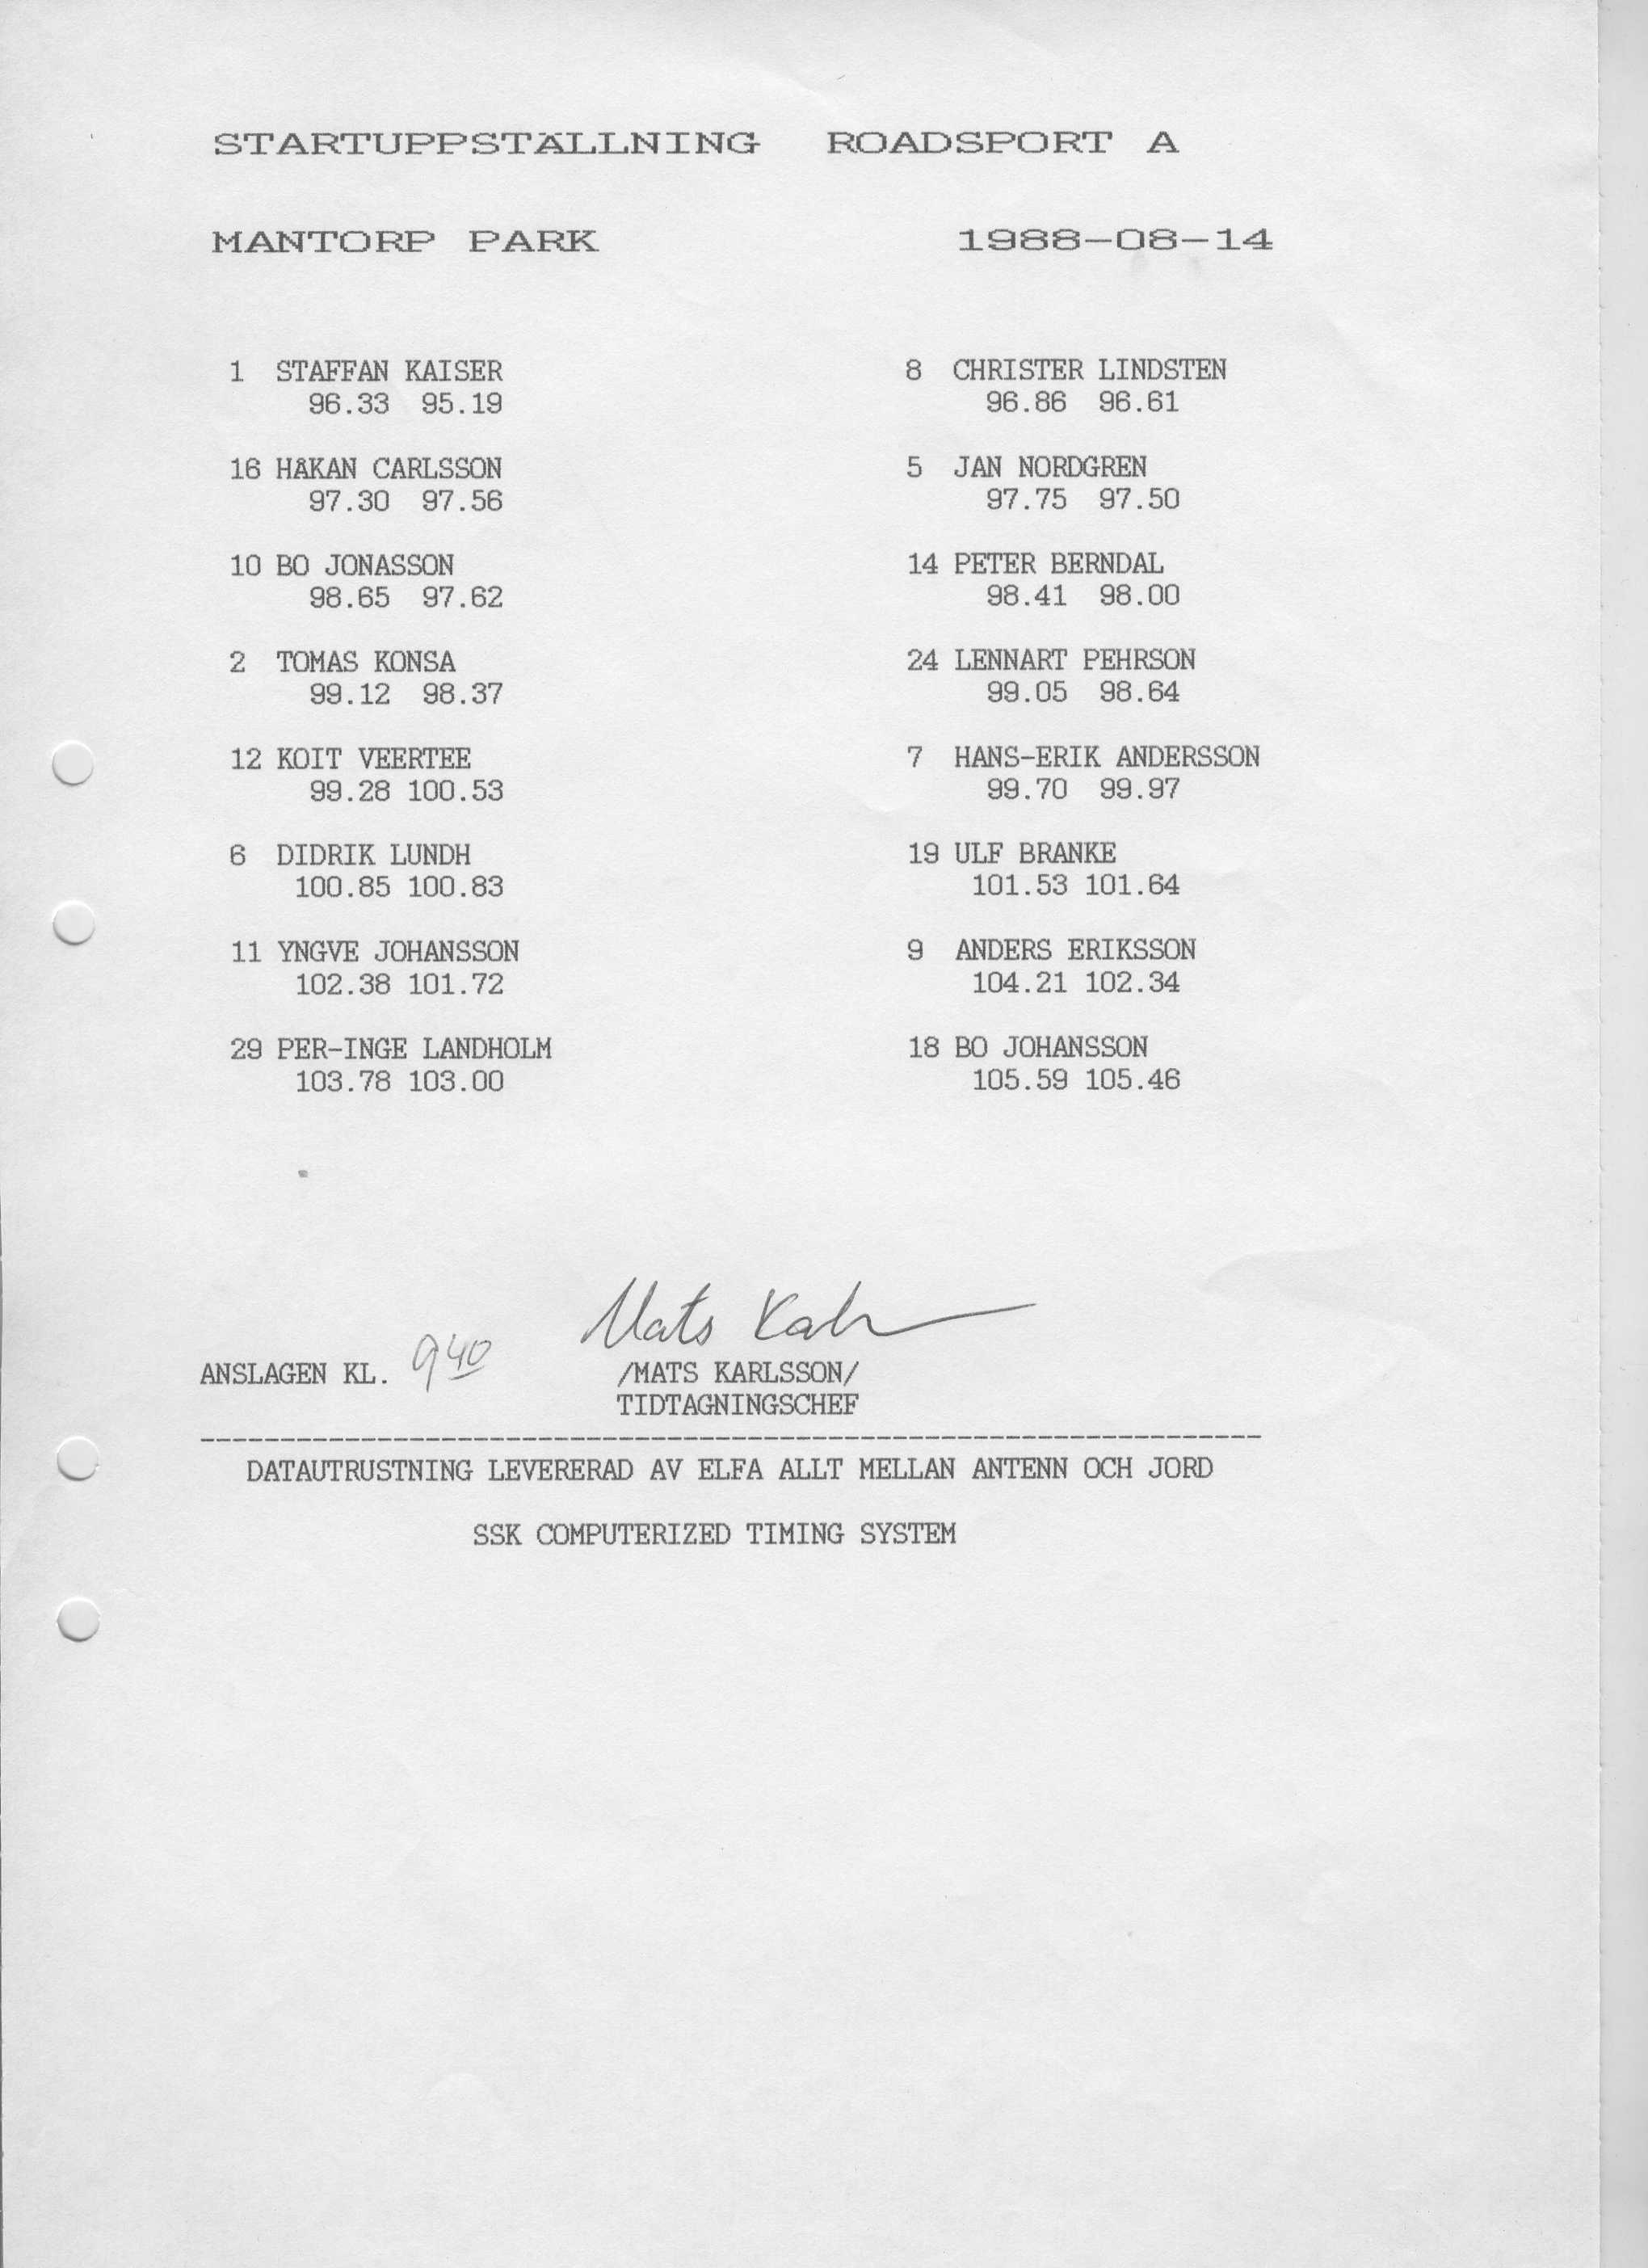 STARTUPPSTÄLLNING ROADSPORT A
MANTORP PARK 1988-08-14
1 STAFFAN KAISER 8 CHRISTER LINDSTEN
96.33 95.19 96.86 96.61
16 HÅKAN CARLSSON 5 JAN NORDGREN
97.30 97.56 97.75 97.50
10 BO JONASSON 14 PETER BERNDAL
98.65 97.62 98.41 98.00
2 TOMAS KONSA 24 LENNART PEHRSON
99.12 98.37 99.05 98.64
12 KOIT VEERTEE 7 HANS-ERIK ANDERSSON
99.28 100.53 99.70 99.97
6 DIDRIK LUNDH 19 ULF BRANKE
100.85 100.83 101.53 101.64
11 YNGVE JOHANSSON 9 ANDERS ERIKSSON
102.38 101.72 104.21 102.34
29 PER-INGE LANDHOLM 18 BO JOHANSSON
103.78 103.00 105.59 105.46
Mats
ANSLAGEN KL. 9 40 /MATS KARLSSON/
TIDTAGNINGSCHEF
DATAUTRUSTNING LEVERERAD AV ELFA ALLT MELLAN ANTENN OCH JORD
SSK COMPUTERIZED TIMING SYSTEM